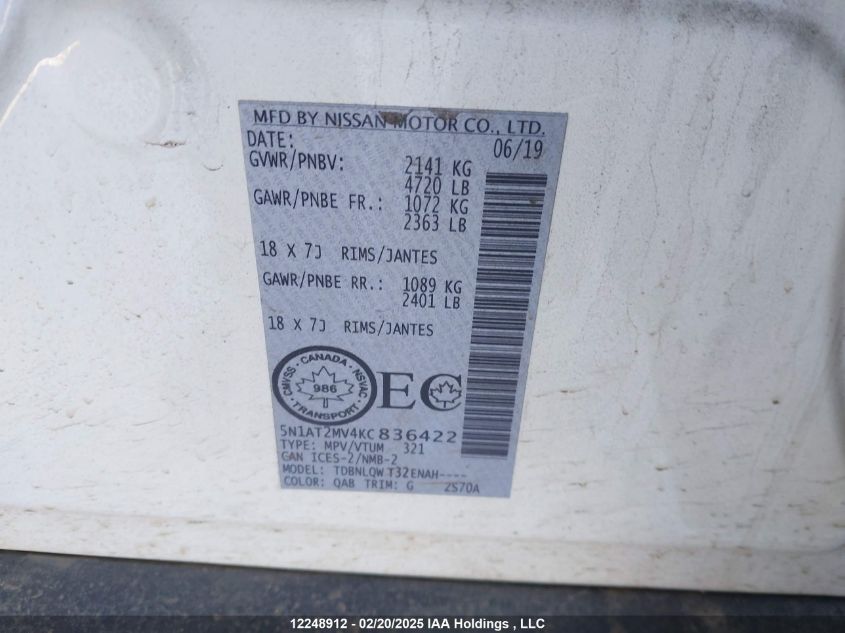 MFD BY NISSAN MOTOR CO., LTD.
DATE: 06/19
GVWR/PNBV: 2141 KG
4720 LB
GAWR/PNBE FR.: 1072 KG
2363 LB
18 X 7J RIMS/JANTES
GAWR/PNBE RR.: 1089 KG
2401 LB
18 X 7J RIMS/JANTES
CMVSS · CANADA · NSVAC · TRANSPORT ·
986
EC
5N1AT2MV4KC836422
TYPE: MPV/VTUM 321
CAN ICES-2/NMB-2
MODEL: TDBNLQW T32ENAH----
COLOR: QAB TRIM: G 2S70A
12248912 - 02/20/2025 IAA Holdings , LLC